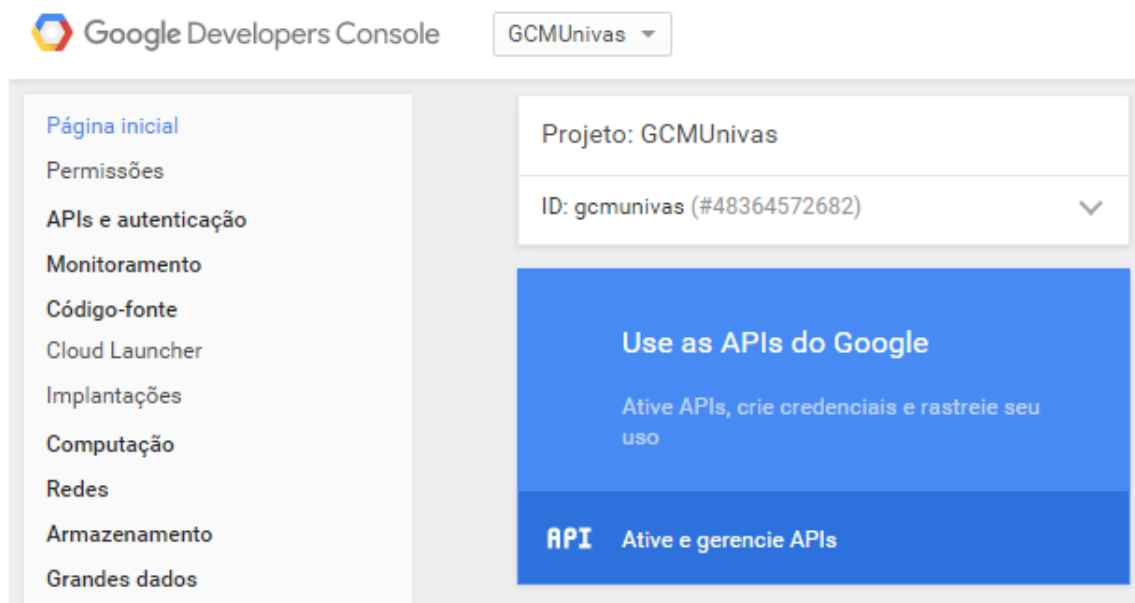 Google Developers Console
GCMUnivas
Página inicial
Permissões
APIs e autenticação
Monitoramento
Código-fonte
Cloud Launcher
Implantações
Computação
Redes
Armazenamento
Grandes dados
Projeto: GCMUnivas
ID: gcmunivas (#48364572682)
Use as APIs do Google
Ative APIs, crie credenciais e rastreie seu
uso
API Ative e gerencie APIs